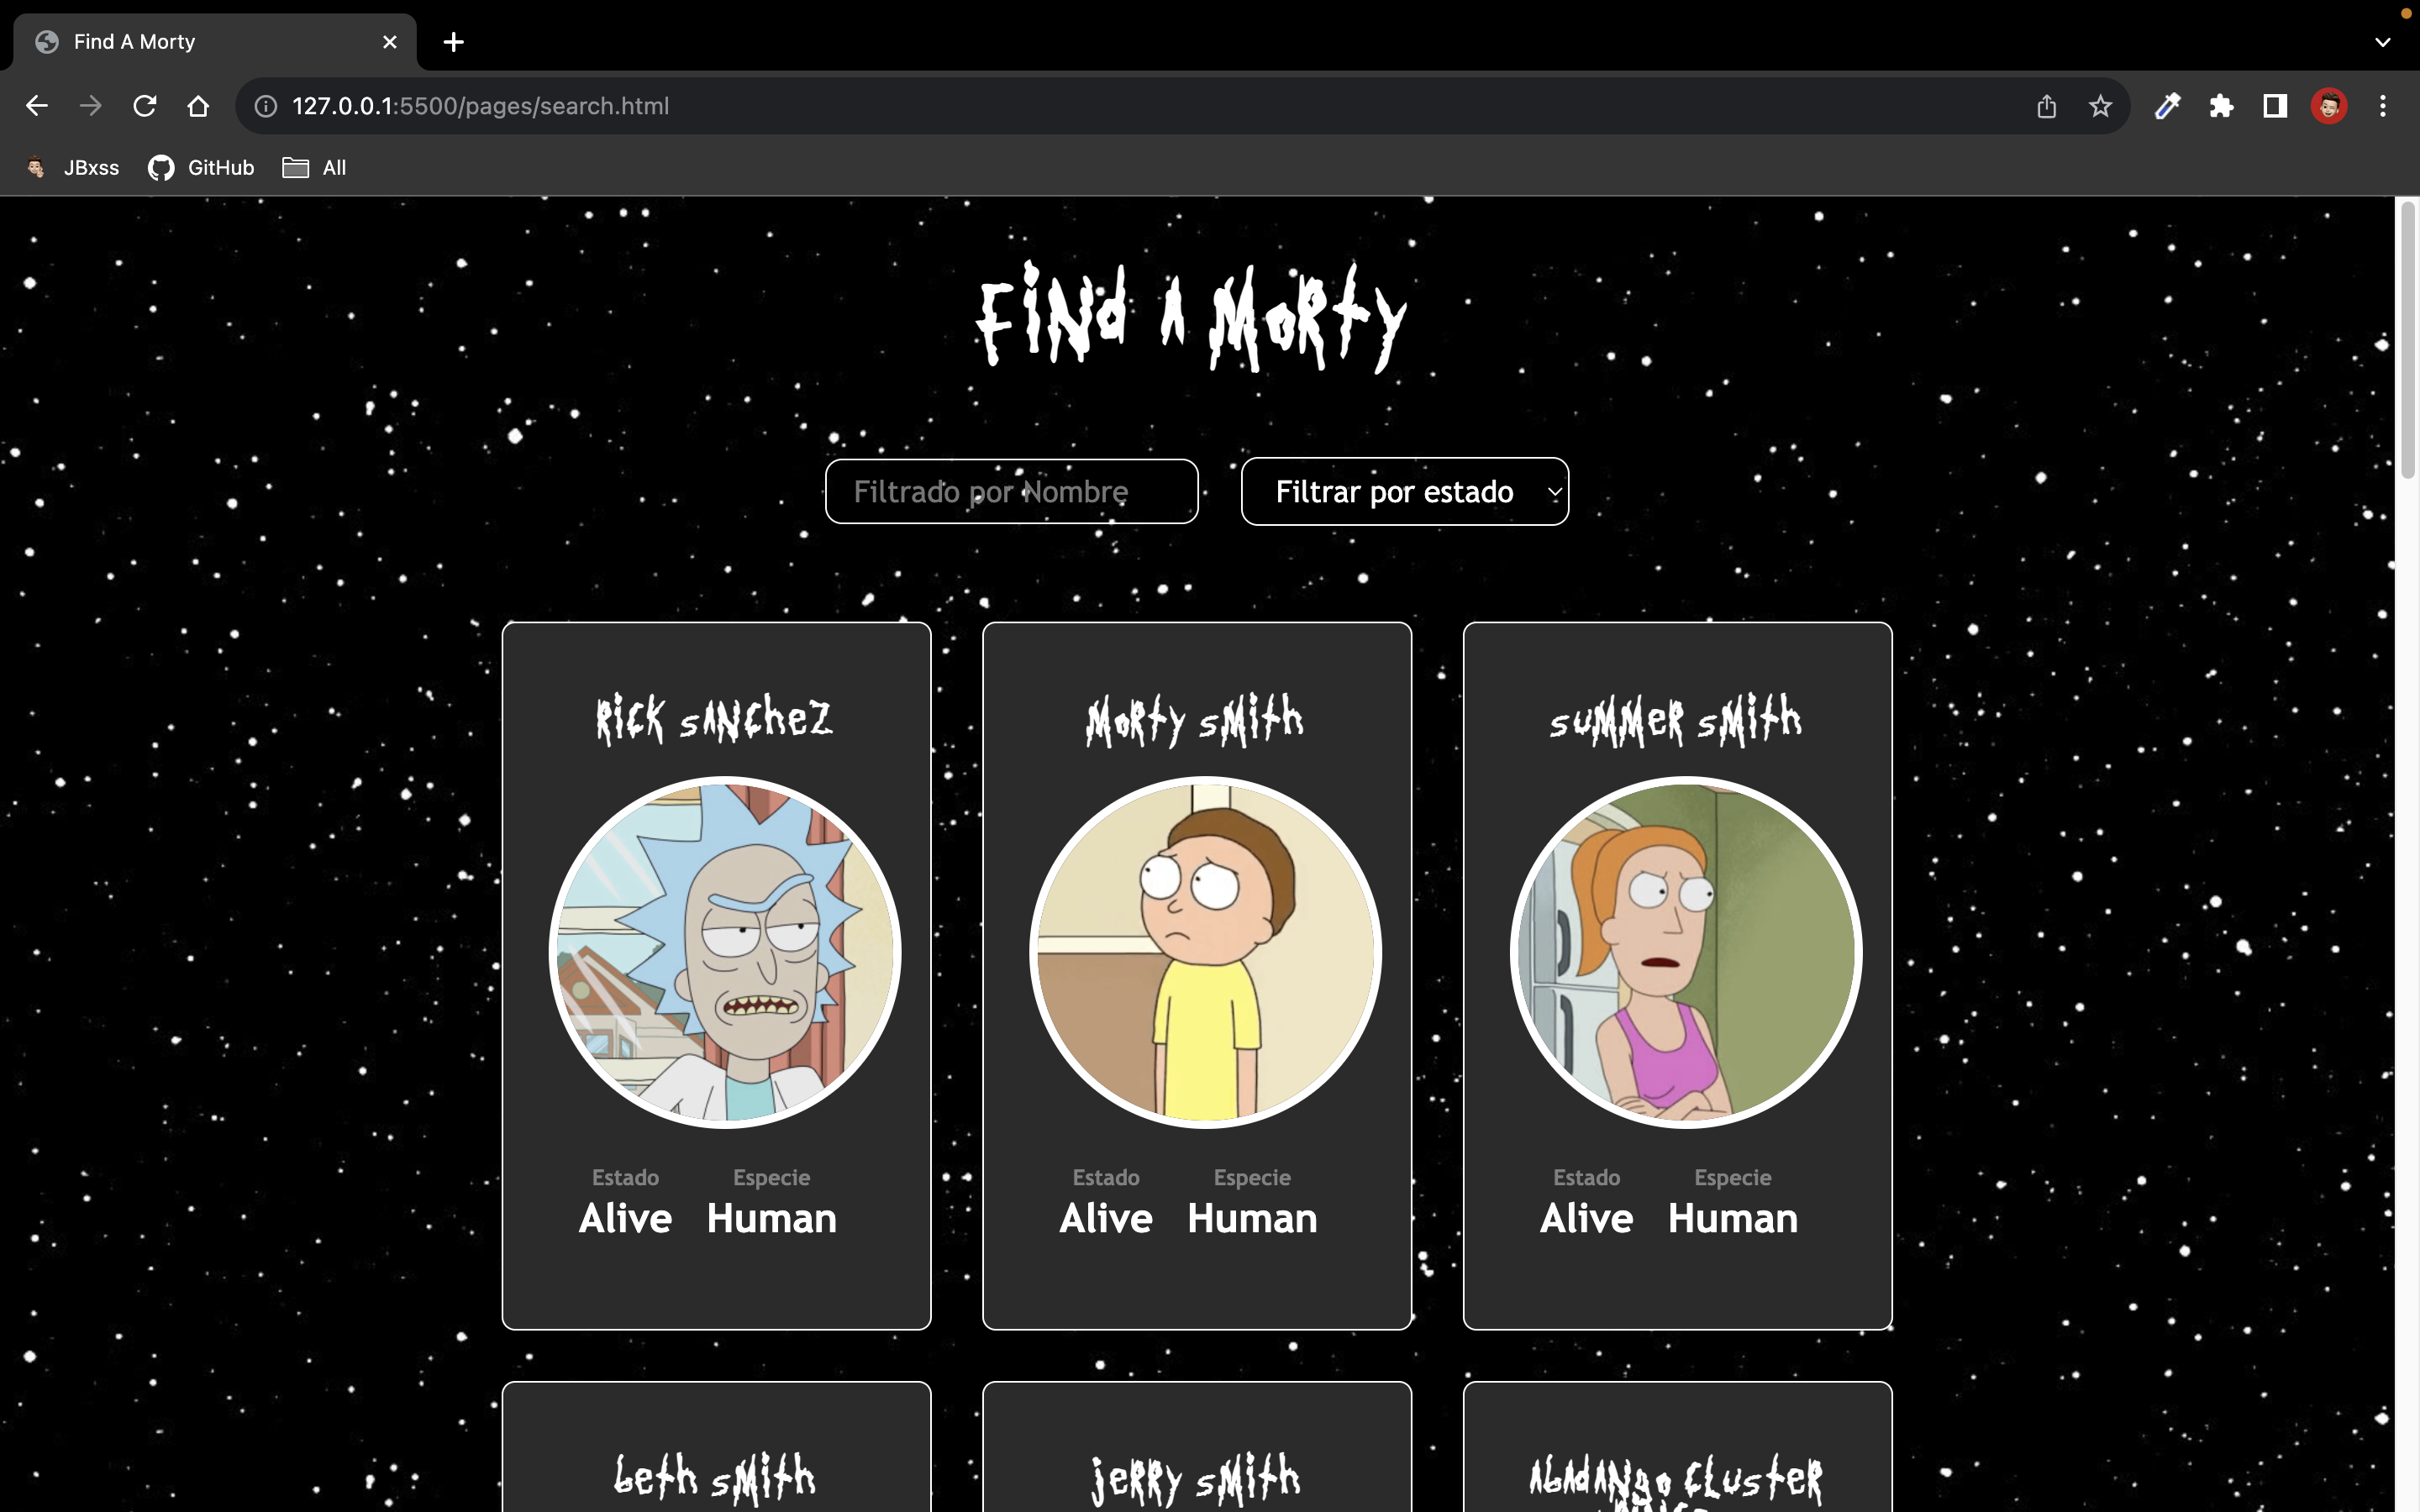 Find A Morty
127.0.0.1:5500/pages/search.html
JBxss GitHub All
Find A Morty
Filtrado por Nombre Filtrar por estado
Rick Sanchez Morty Smith Summer Smith
Estado Especie Estado Especie Estado Especie
Alive Human Alive Human Alive Human
Beth Smith Jerry Smith Abadango Cluster